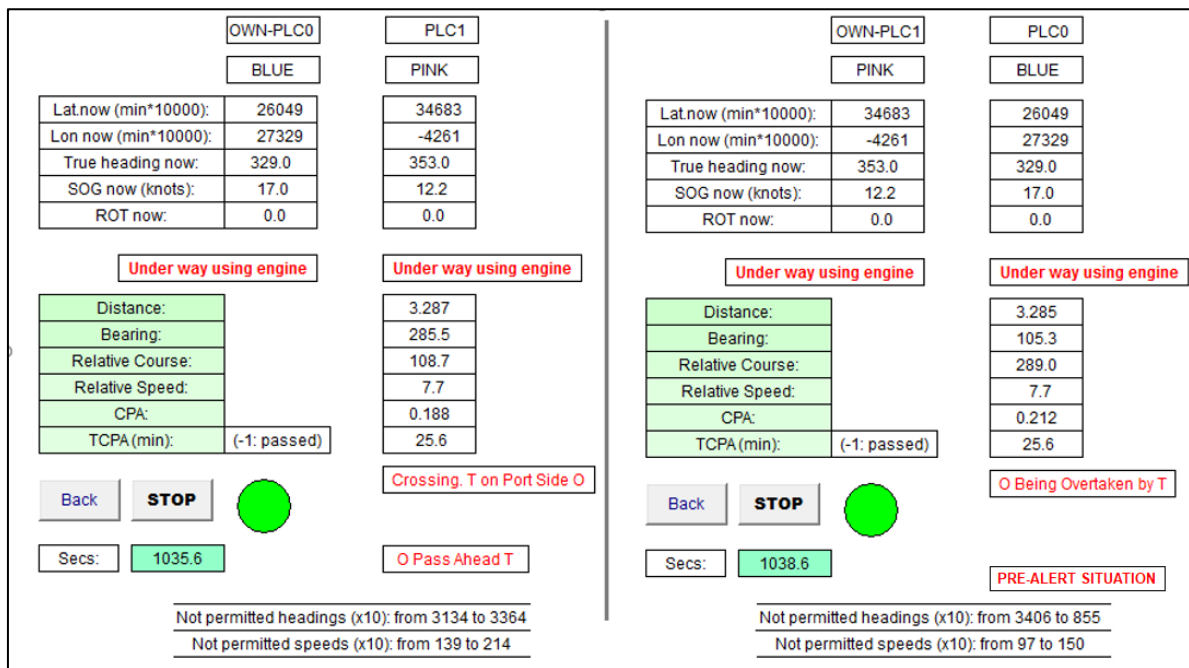 OWN-PLC0 PLC1
BLUE PINK
Lat.now (min*10000): 26049 34683
Lon now (min*10000): 27329 -4261
True heading now: 329.0 353.0
SOG now (knots): 17.0 12.2
ROT now: 0.0 0.0
Under way using engine Under way using engine
Distance: 3.287
Bearing: 285.5
Relative Course: 108.7
Relative Speed: 7.7
CPA: 0.188
TCPA (min): (-1: passed) 25.6
Crossing. T on Port Side O
Back STOP
Secs: 1035.6 O Pass Ahead T
Not permitted headings (x10): from 3134 to 3364
Not permitted speeds (x10): from 139 to 214
OWN-PLC1 PLC0
PINK BLUE
Lat.now (min*10000): 34683 26049
Lon now (min*10000): -4261 27329
True heading now: 353.0 329.0
SOG now (knots): 12.2 17.0
ROT now: 0.0 0.0
Under way using engine Under way using engine
Distance: 3.285
Bearing: 105.3
Relative Course: 289.0
Relative Speed: 7.7
CPA: 0.212
TCPA (min): (-1: passed) 25.6
O Being Overtaken by T
Back STOP
Secs: 1038.6
PRE-ALERT SITUATION
Not permitted headings (x10): from 3406 to 855
Not permitted speeds (x10): from 97 to 150